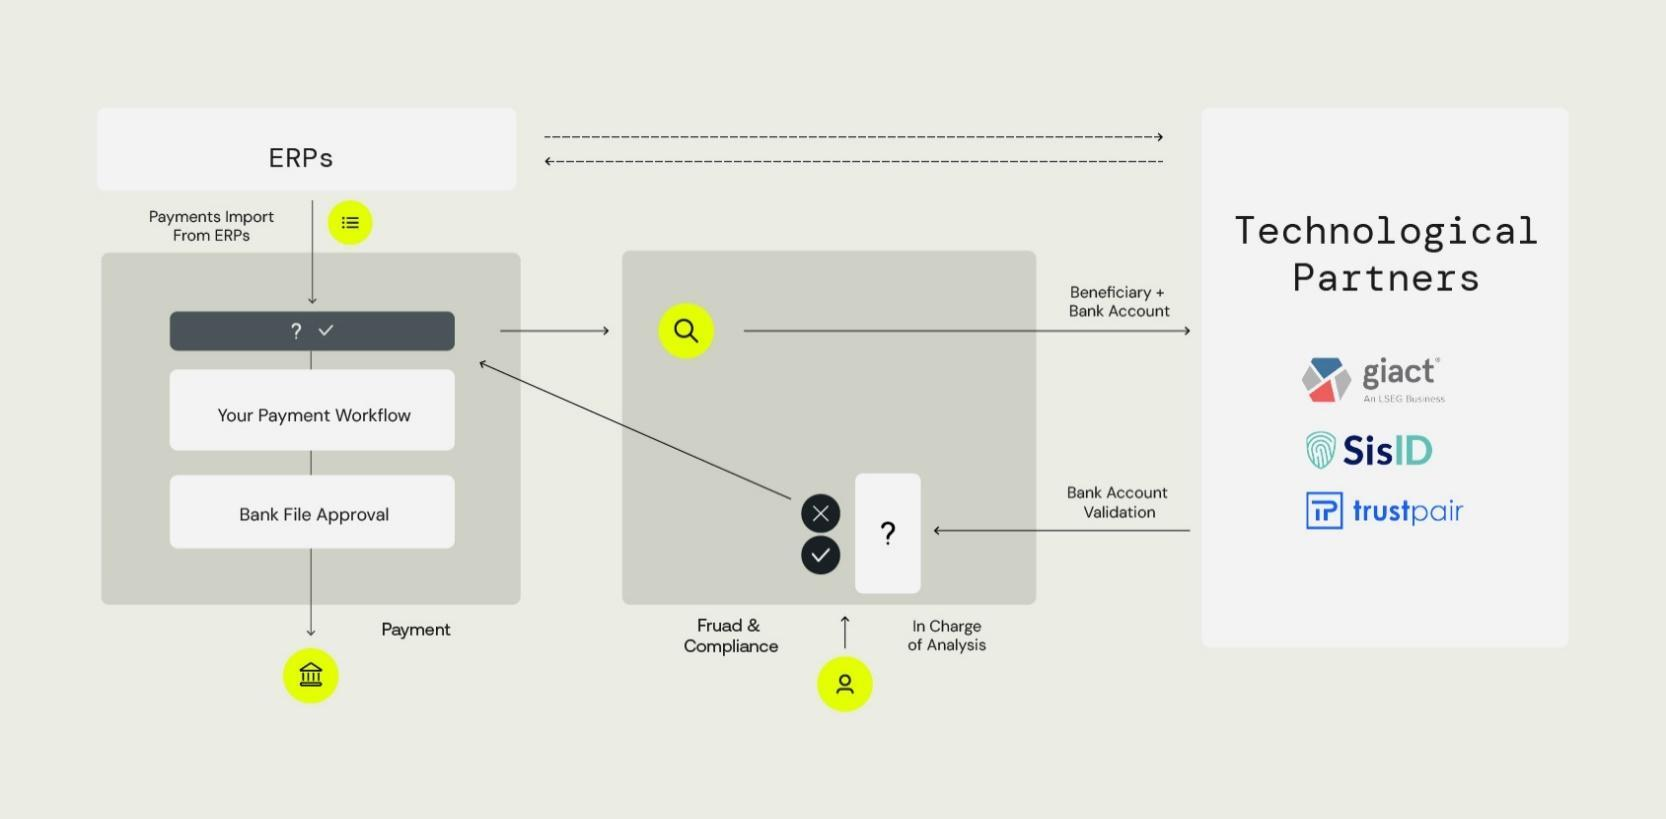 ERPs
Payments Import
From ERPs
? ✓
Your Payment Workflow
Bank File Approval
Payment
Beneficiary +
Bank Account
Bank Account
Validation
?
Fruad &
Compliance
In Charge
of Analysis
Technological
Partners
giact®
An LSEG Business
SisID
TP trustpair